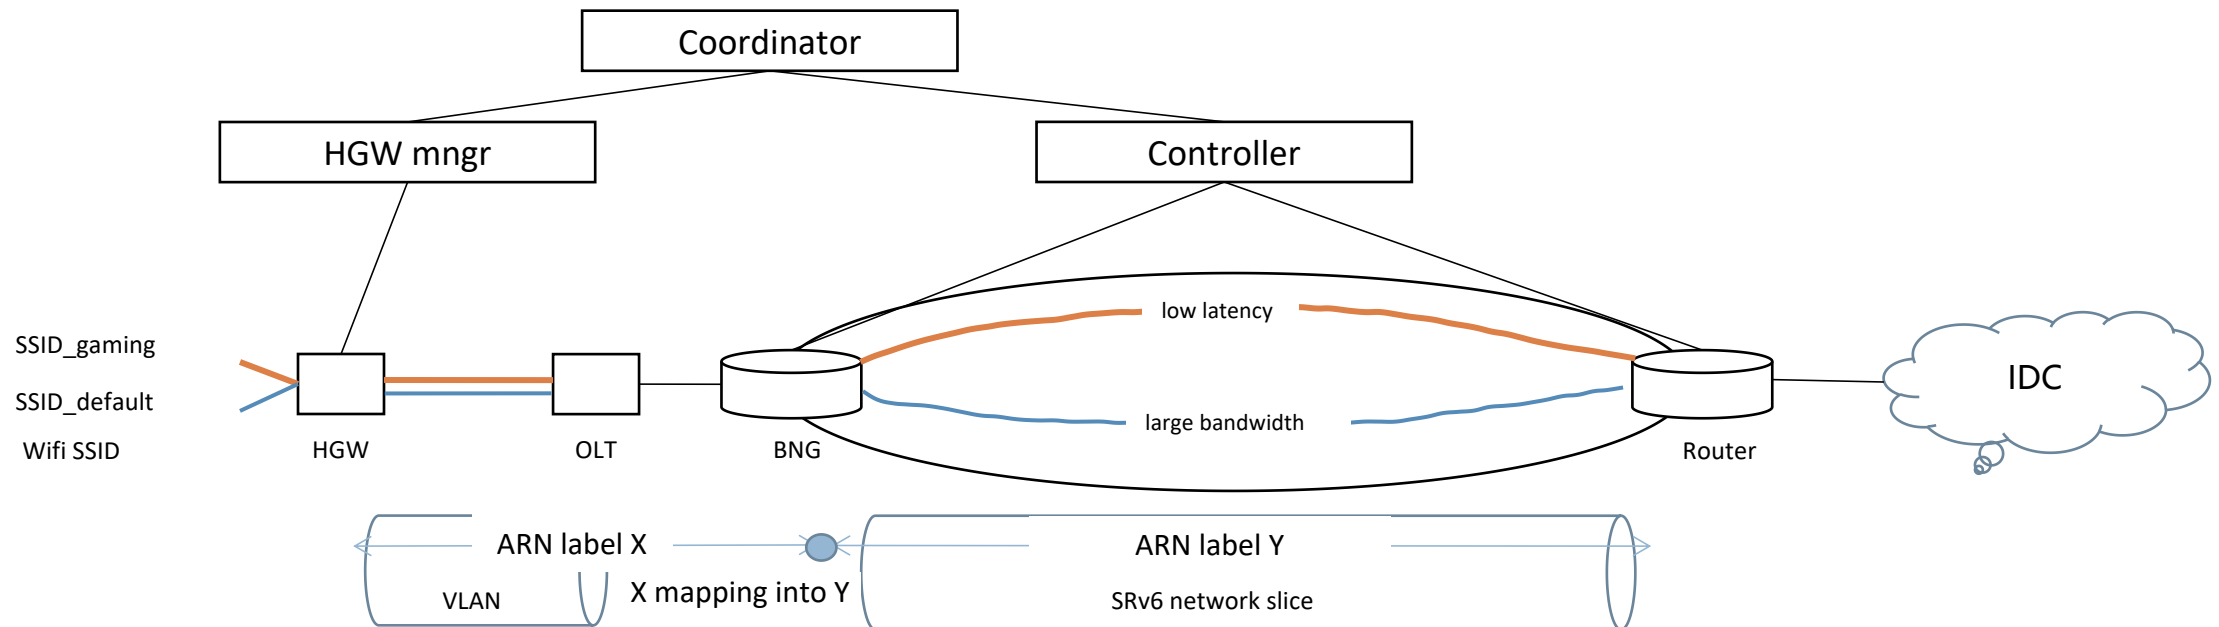 Coordinator
HGW mngr
Controller
low latency
SSID_gaming
IDC
SSID_default
large bandwidth
Wifi SSID
HGW
OLT
BNG
Router
ARN label X
ARN label Y
X mapping into Y
VLAN
SRv6 network slice